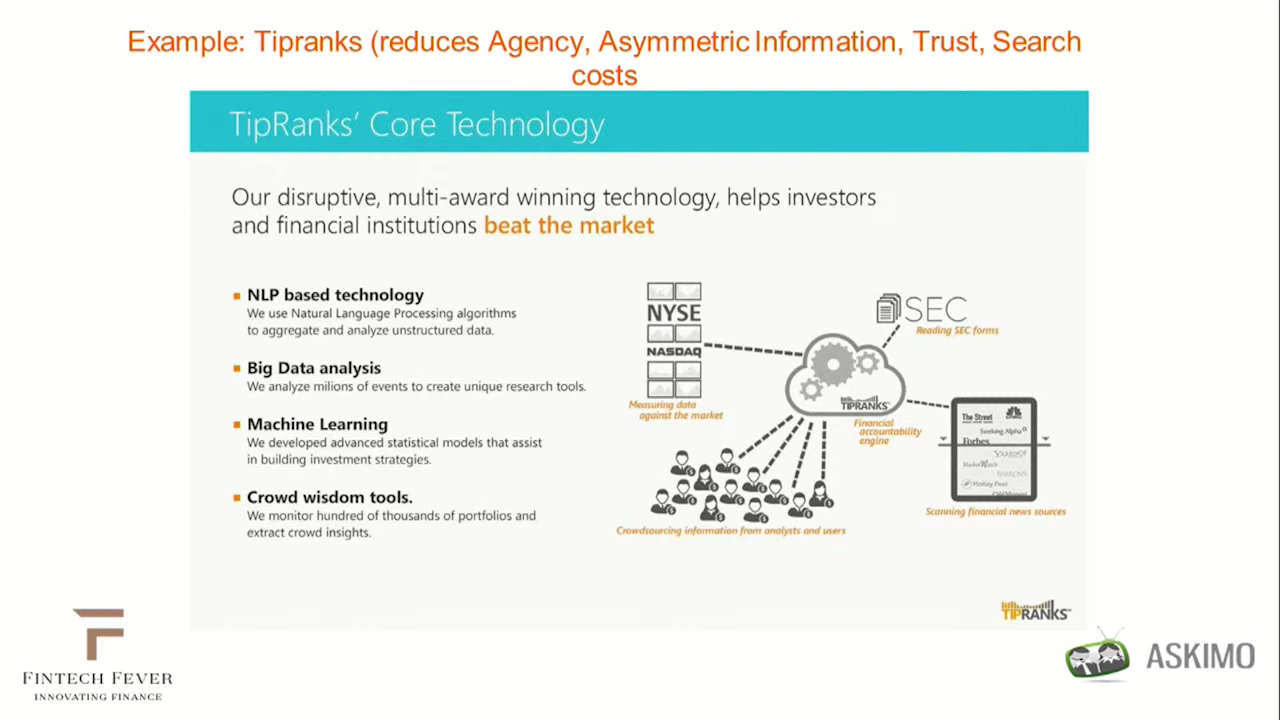 Example: Tipranks (reduces Agency, Asymmetric Information, Trust, Search
costs
TipRanks' Core Technology
Our disruptive, multi-award winning technology, helps investors
and financial institutions beat the market
NLP based technology
We use Natural Language Processing algorithms
to aggregate and analyze unstructured data.
Big Data analysis
We analyze milions of events to create unique research tools.
Machine Learning
We developed advanced statistical models that assist
in building investment strategies.
Crowd wisdom tools.
We monitor hundred of thousands of portfolios and
extract crowd insights.
NYSE
NASDAQ
Measuring data
against the market
SEC
Reading SEC forms
TIPRANKS
Financial
accountability
engine
The Street
Seeking Alpha α
Forbes
YAHOO!
MarketWatch
BARRON'S
Motley Fool
Scanning financial news sources
Crowdsourcing information from analysts and users
TIPRANKS
FINTECH FEVER
INNOVATING FINANCE
ASKIMO